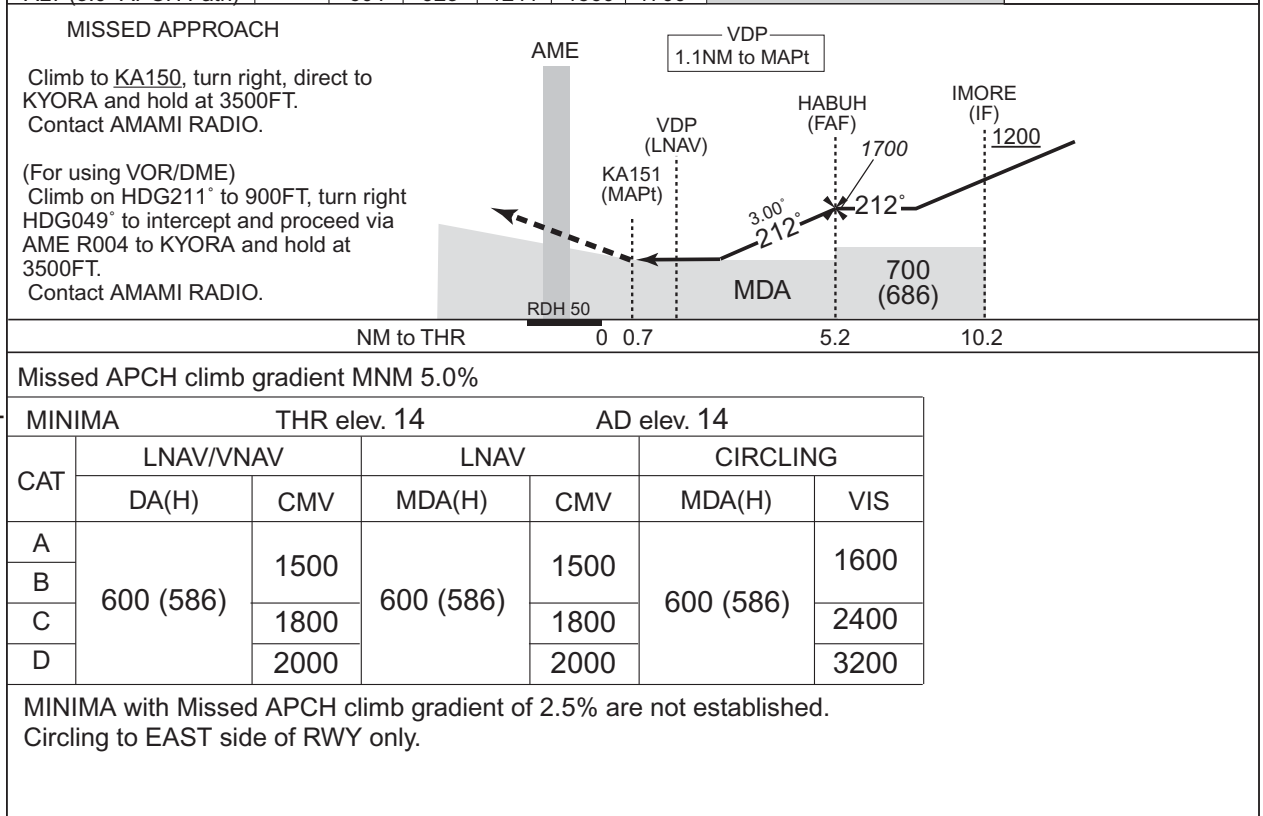 MISSED APPROACH
Climb to KA150, turn right, direct to
KYORA and hold at 3500FT.
Contact AMAMI RADIO.
(For using VOR/DME)
Climb on HDG211° to 900FT, turn right
HDG049° to intercept and proceed via
AME R004 to KYORA and hold at
3500FT.
Contact AMAMI RADIO.
AME
VDP
1.1NM to MAPt
KA151
(MAPt)
VDP
(LNAV)
HABUH
(FAF)
IMORE
(IF)
1700
1200
3.00°
212°
212°
MDA
700
(686)
RDH 50
NM to THR 0 0.7 5.2 10.2
Missed APCH climb gradient MNM 5.0%
MINIMA THR elev. 14 AD elev. 14
CAT LNAV/VNAV LNAV CIRCLING
DA(H) CMV MDA(H) CMV MDA(H) VIS
A
B
C
D
600 (586)
1500
1800
2000
600 (586)
1500
1800
2000
600 (586)
1600
2400
3200
MINIMA with Missed APCH climb gradient of 2.5% are not established.
Circling to EAST side of RWY only.